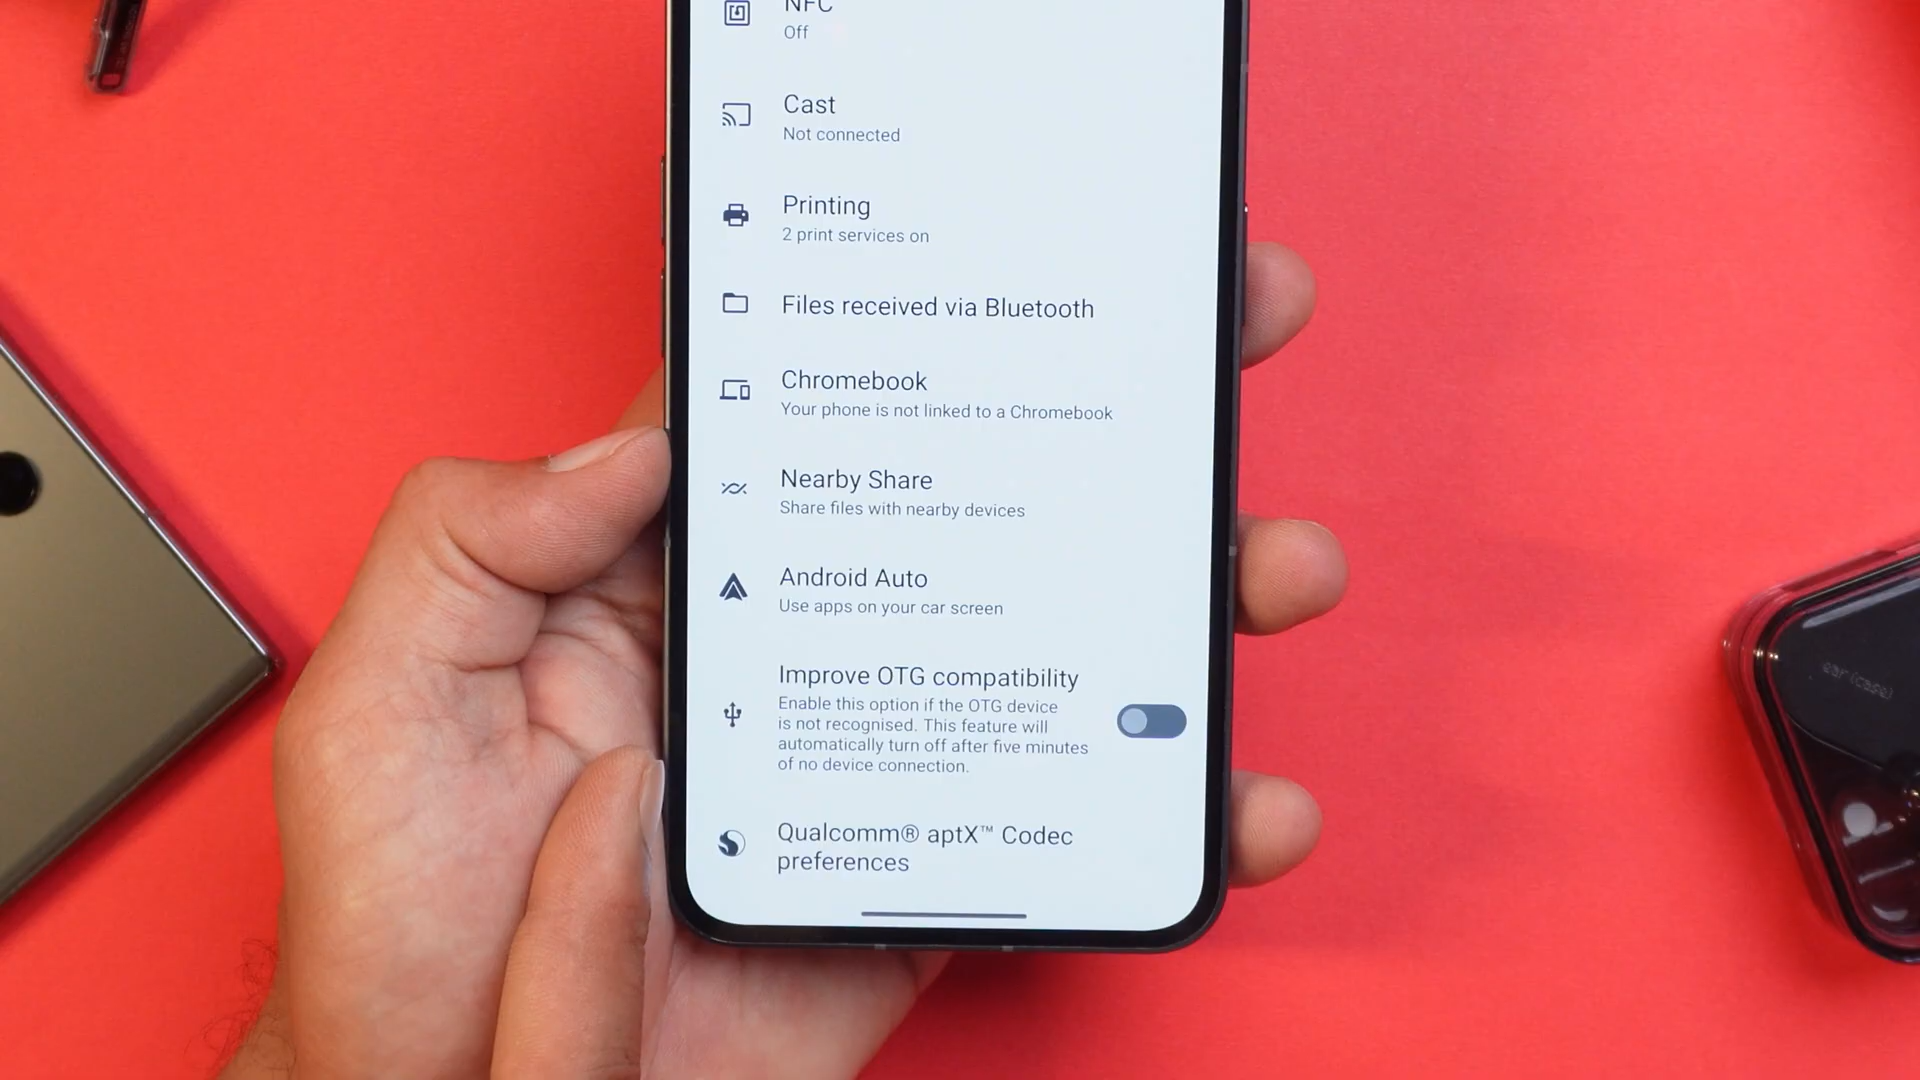 NFC
Off
Cast
Not connected
Printing
2 print services on
Files received via Bluetooth
Chromebook
Your phone is not linked to a Chromebook
Nearby Share
Share files with nearby devices
Android Auto
Use apps on your car screen
Improve OTG compatibility
Enable this option if the OTG device
is not recognised. This feature will
automatically turn off after five minutes
of no device connection.
Qualcomm® aptX™ Codec
preferences
ear (case)